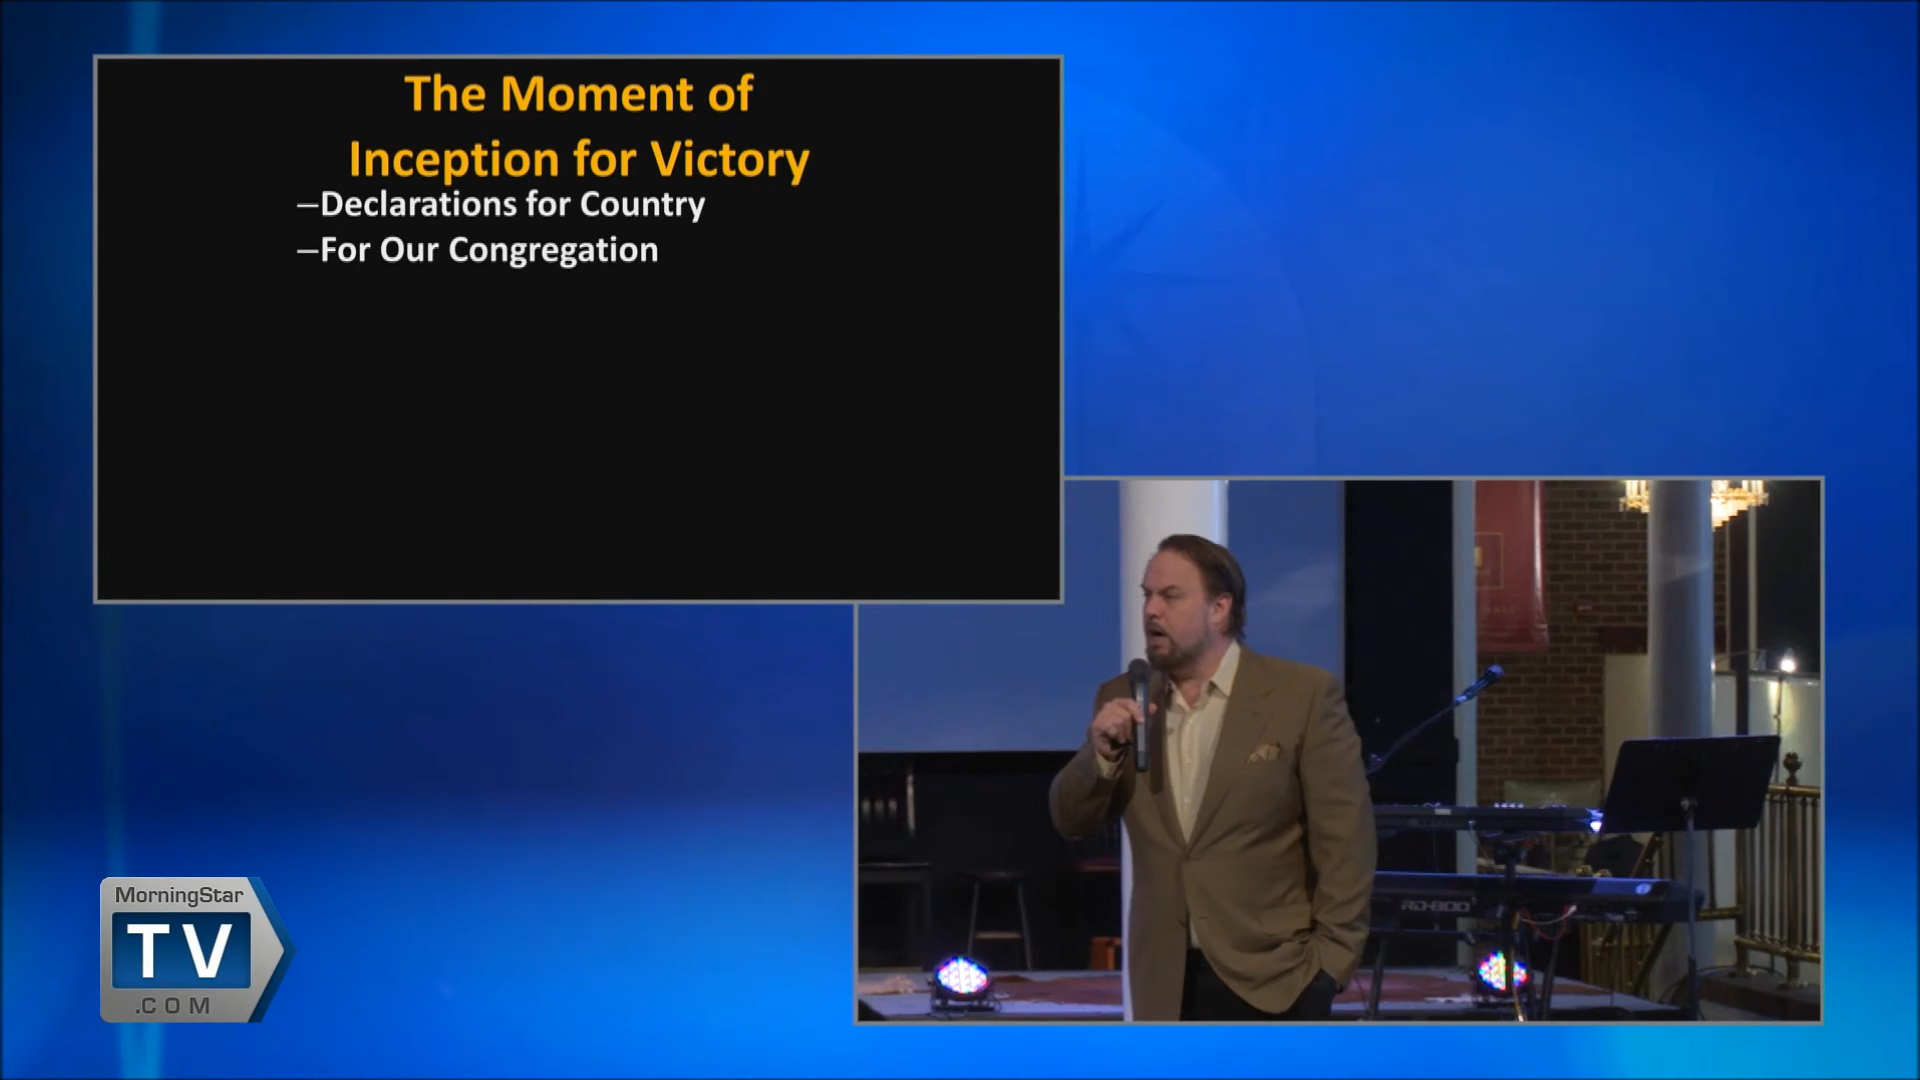 The Moment of
Inception for Victory
–Declarations for Country
–For Our Congregation
MorningStar
TV
.COM
RD-800